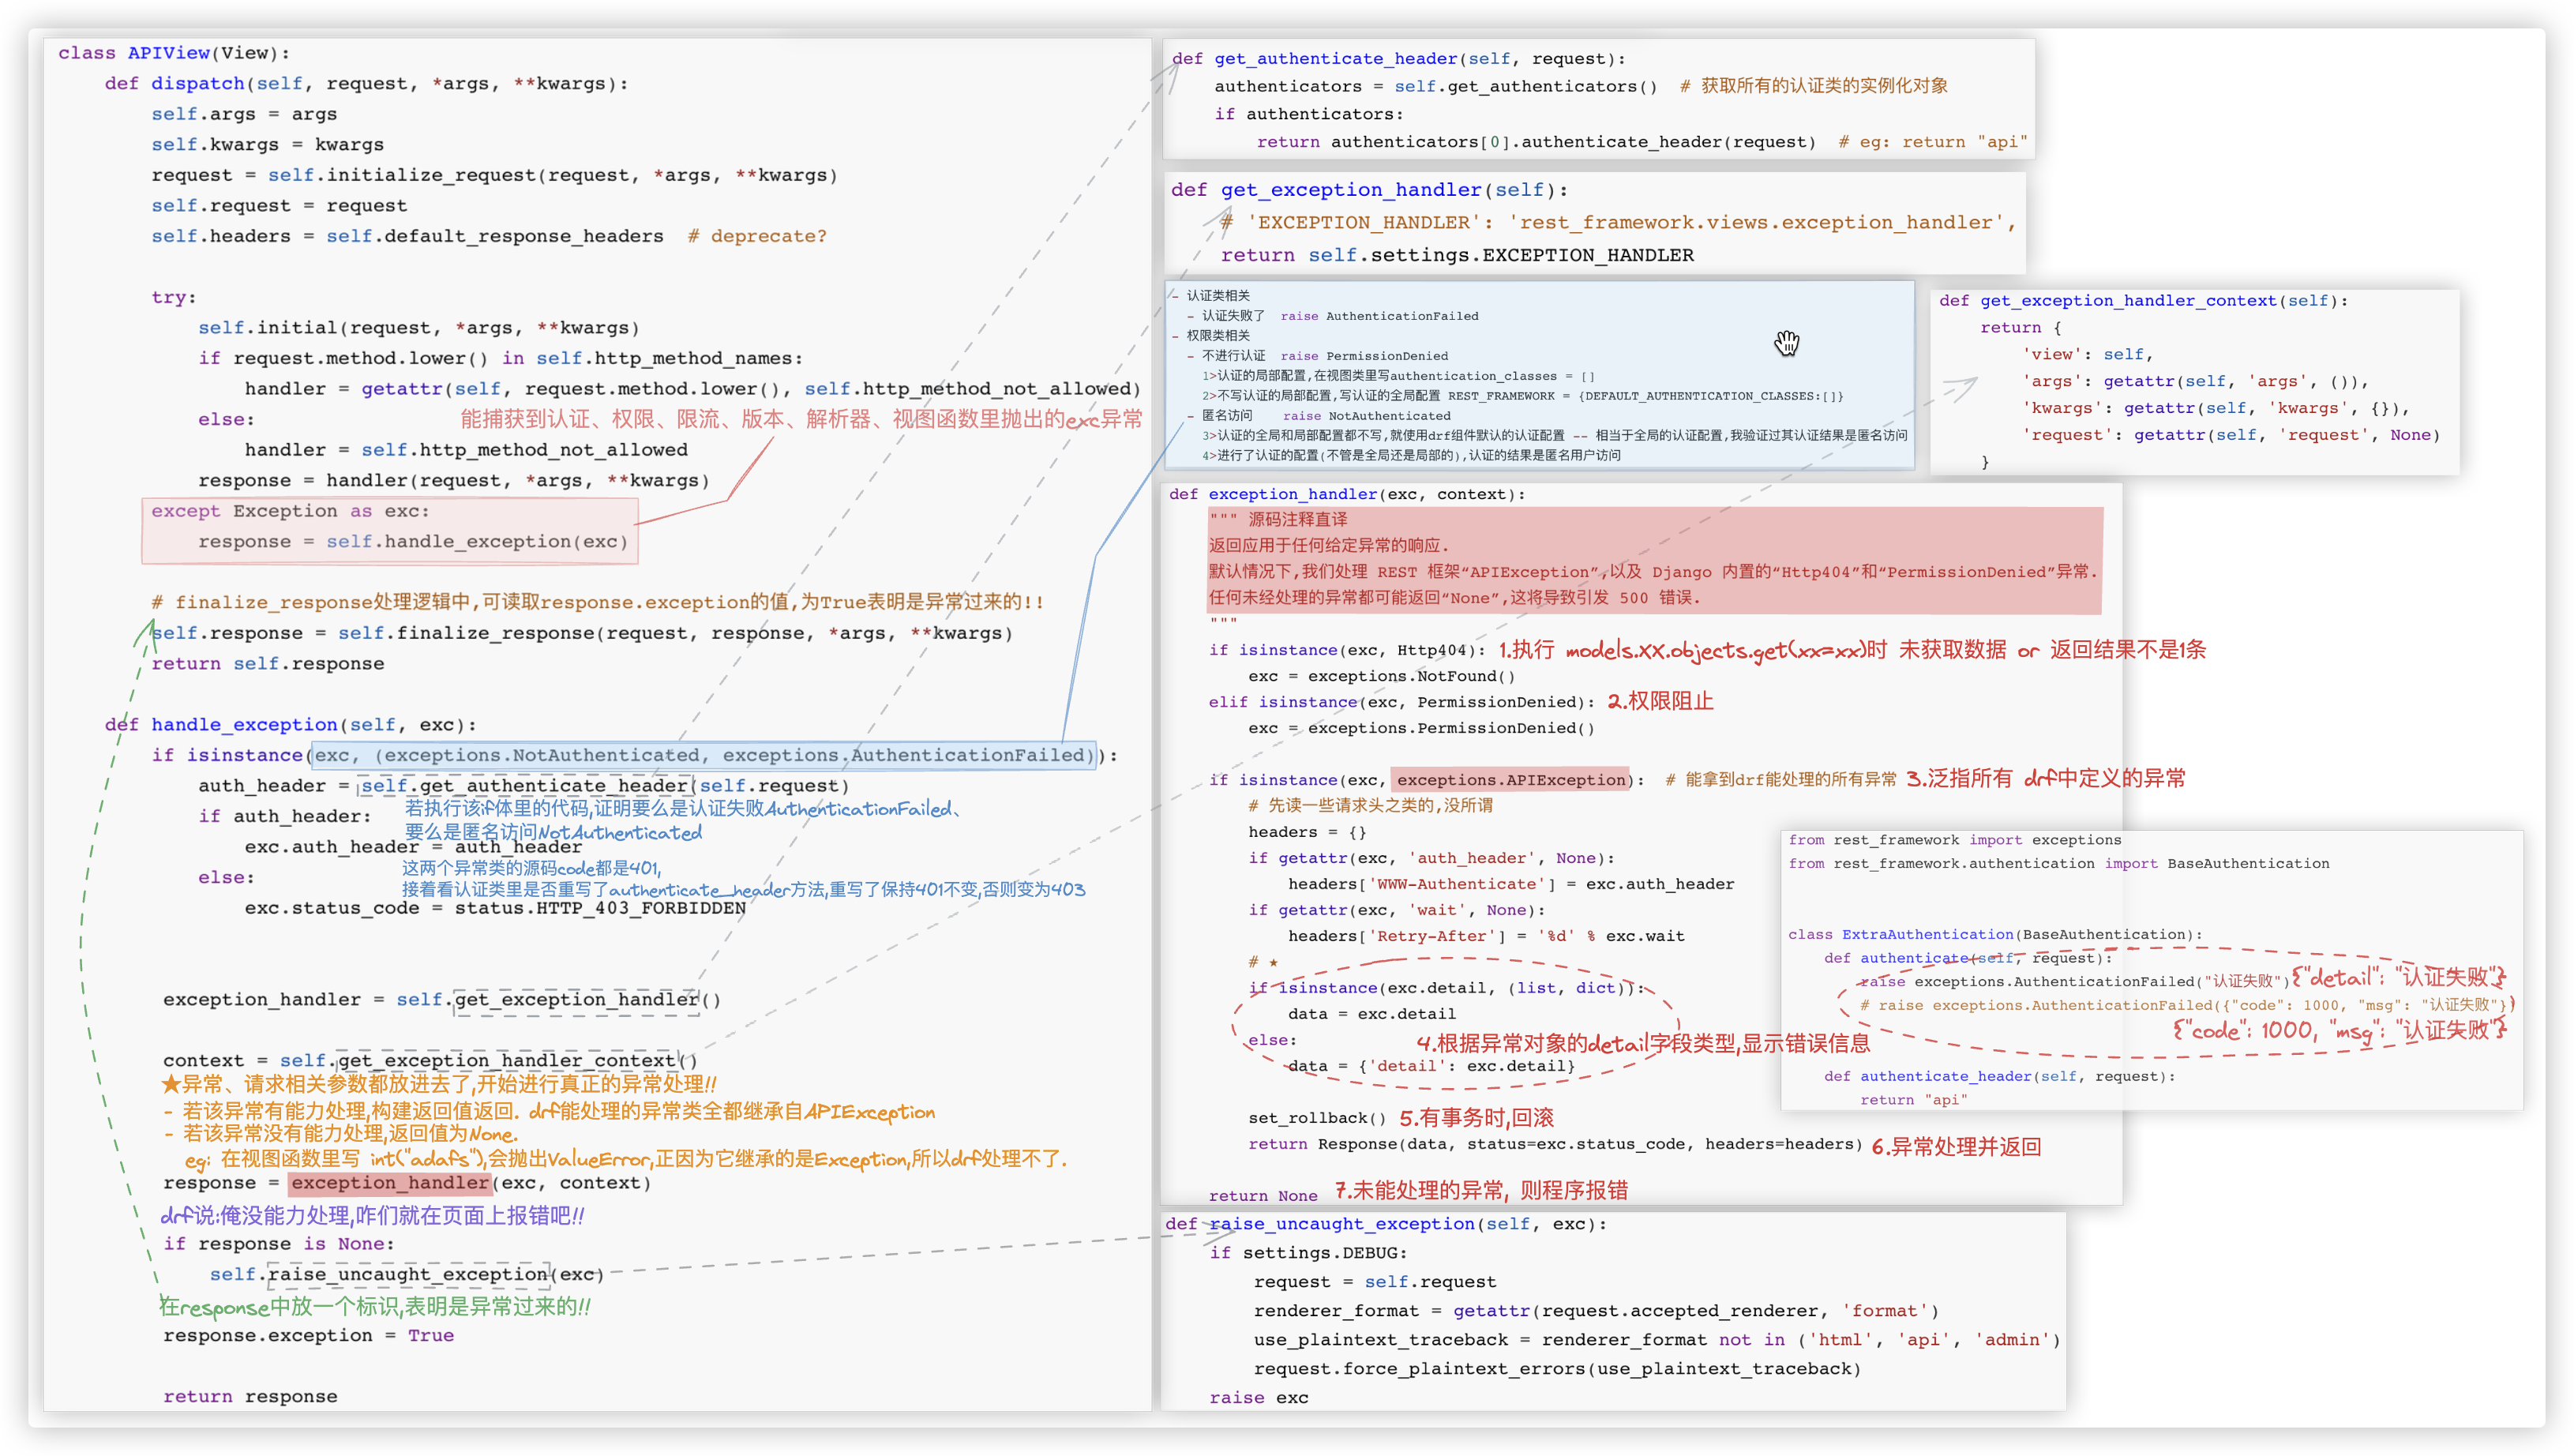 class APIView(View):
def dispatch(self, request, *args, **kwargs):
self.args = args
self.kwargs = kwargs
request = self.initialize_request(request, *args, **kwargs)
self.request = request
self.headers = self.default_response_headers  # deprecate?
try:
self.initial(request, *args, **kwargs)
if request.method.lower() in self.http_method_names:
handler = getattr(self, request.method.lower(), self.http_method_not_allowed)
else:
能捕获到认证、权限、限流、版本、解析器、视图函数里抛出的exc异常
handler = self.http_method_not_allowed
response = handler(request, *args, **kwargs)
except Exception as exc:
response = self.handle_exception(exc)
# finalize_response处理逻辑中,可读取response.exception的值,为True表明是异常过来的!!
self.response = self.finalize_response(request, response, *args, **kwargs)
return self.response
def handle_exception(self, exc):
if isinstance(exc, (exceptions.NotAuthenticated, exceptions.AuthenticationFailed)):
auth_header = self.get_authenticate_header(self.request)
若执行该if体里的代码,证明要么是认证失败AuthenticationFailed、
if auth_header:
要么是匿名访问NotAuthenticated
exc.auth_header = auth_header
这两个异常类的源码code都是401,
else:
接着看认证类里是否重写了authenticate_header方法,重写了保持401不变,否则变为403
exc.status_code = status.HTTP_403_FORBIDDEN
exception_handler = self.get_exception_handler()
context = self.get_exception_handler_context()
★异常、请求相关参数都放进去了,开始进行真正的异常处理!!
- 若该异常有能力处理,构建返回值返回. drf能处理的异常类全都继承自APIException
- 若该异常没有能力处理,返回值为None.
eg: 在视图函数里写 int("adafs"),会抛出ValueError,正因为它继承的是Exception,所以drf处理不了.
response = exception_handler(exc, context)
drf说:俺没能力处理,咋们就在页面上报错吧!!
if response is None:
self.raise_uncaught_exception(exc)
在response中放一个标识,表明是异常过来的!!
response.exception = True
return response
def get_authenticate_header(self, request):
authenticators = self.get_authenticators()  # 获取所有的认证类的实例化对象
if authenticators:
return authenticators[0].authenticate_header(request)  # eg: return "api"
def get_exception_handler(self):
# 'EXCEPTION_HANDLER': 'rest_framework.views.exception_handler',
return self.settings.EXCEPTION_HANDLER
- 认证类相关
- 认证失败了  raise AuthenticationFailed
- 权限类相关
- 不进行认证  raise PermissionDenied
1>认证的局部配置,在视图类里写authentication_classes = []
2>不写认证的局部配置,写认证的全局配置 REST_FRAMEWORK = {DEFAULT_AUTHENTICATION_CLASSES:[]}
- 匿名访问    raise NotAuthenticated
3>认证的全局和局部配置都不写,就使用drf组件默认的认证配置 -- 相当于全局的认证配置,我验证过其认证结果是匿名访问
4>进行了认证的配置(不管是全局还是局部的),认证的结果是匿名用户访问
def get_exception_handler_context(self):
return {
'view': self,
'args': getattr(self, 'args', ()),
'kwargs': getattr(self, 'kwargs', {}),
'request': getattr(self, 'request', None)
}
def exception_handler(exc, context):
""" 源码注释直译
返回应用于任何给定异常的响应.
默认情况下,我们处理 REST 框架“APIException”,以及 Django 内置的“Http404”和“PermissionDenied”异常.
任何未经处理的异常都可能返回“None”,这将导致引发 500 错误.
"""
if isinstance(exc, Http404): 1.执行 models.XX.objects.get(xx=xx)时 未获取数据 or 返回结果不是1条
exc = exceptions.NotFound()
elif isinstance(exc, PermissionDenied): 2.权限阻止
exc = exceptions.PermissionDenied()
if isinstance(exc, exceptions.APIException):  # 能拿到drf能处理的所有异常 3.泛指所有 drf中定义的异常
# 先读一些请求头之类的,没所谓
headers = {}
if getattr(exc, 'auth_header', None):
headers['WWW-Authenticate'] = exc.auth_header
if getattr(exc, 'wait', None):
headers['Retry-After'] = '%d' % exc.wait
# ★
if isinstance(exc.detail, (list, dict)):
data = exc.detail
else:
4.根据异常对象的detail字段类型,显示错误信息
data = {'detail': exc.detail}
set_rollback() 5.有事务时,回滚
return Response(data, status=exc.status_code, headers=headers) 6.异常处理并返回
return None 7.未能处理的异常, 则程序报错
from rest_framework import exceptions
from rest_framework.authentication import BaseAuthentication
class ExtraAuthentication(BaseAuthentication):
def authenticate(self, request):
raise exceptions.AuthenticationFailed("认证失败") {"detail": "认证失败"}
# raise exceptions.AuthenticationFailed({"code": 1000, "msg": "认证失败"})
{"code": 1000, "msg": "认证失败"}
def authenticate_header(self, request):
return "api"
def raise_uncaught_exception(self, exc):
if settings.DEBUG:
request = self.request
renderer_format = getattr(request.accepted_renderer, 'format')
use_plaintext_traceback = renderer_format not in ('html', 'api', 'admin')
request.force_plaintext_errors(use_plaintext_traceback)
raise exc